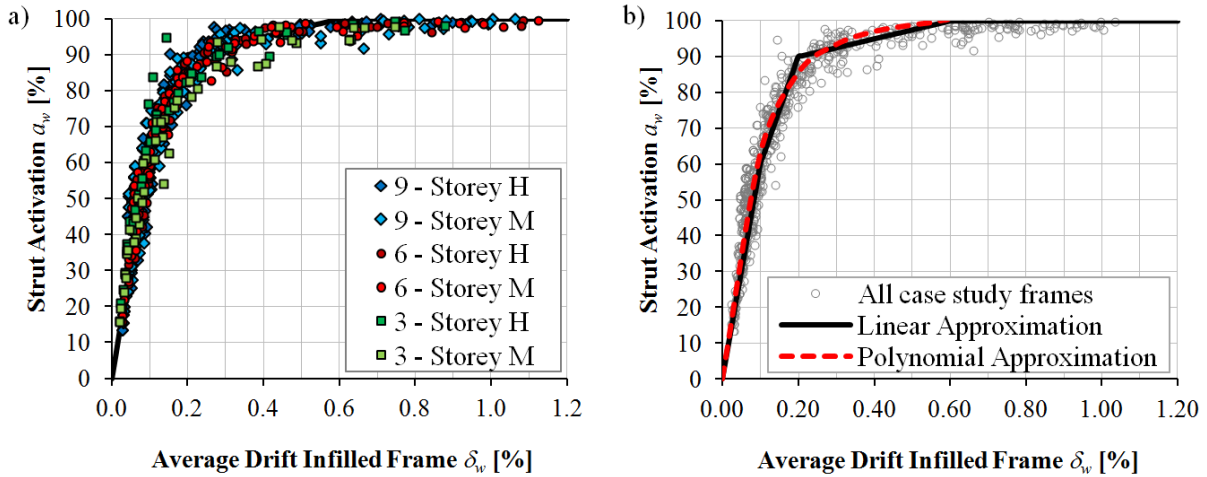 a)
Strut Activation a_w [%]
100
90
80
70
60
50
40
30
20
10
0
0.0 0.2 0.4 0.6 0.8 1.0 1.2
Average Drift Infilled Frame δ_w [%]
9 - Storey H
9 - Storey M
6 - Storey H
6 - Storey M
3 - Storey H
3 - Storey M
b)
Strut Activation a_w [%]
100
90
80
70
60
50
40
30
20
10
0
0.00 0.20 0.40 0.60 0.80 1.00 1.20
Average Drift Infilled Frame δ_w [%]
All case study frames
Linear Approximation
Polynomial Approximation